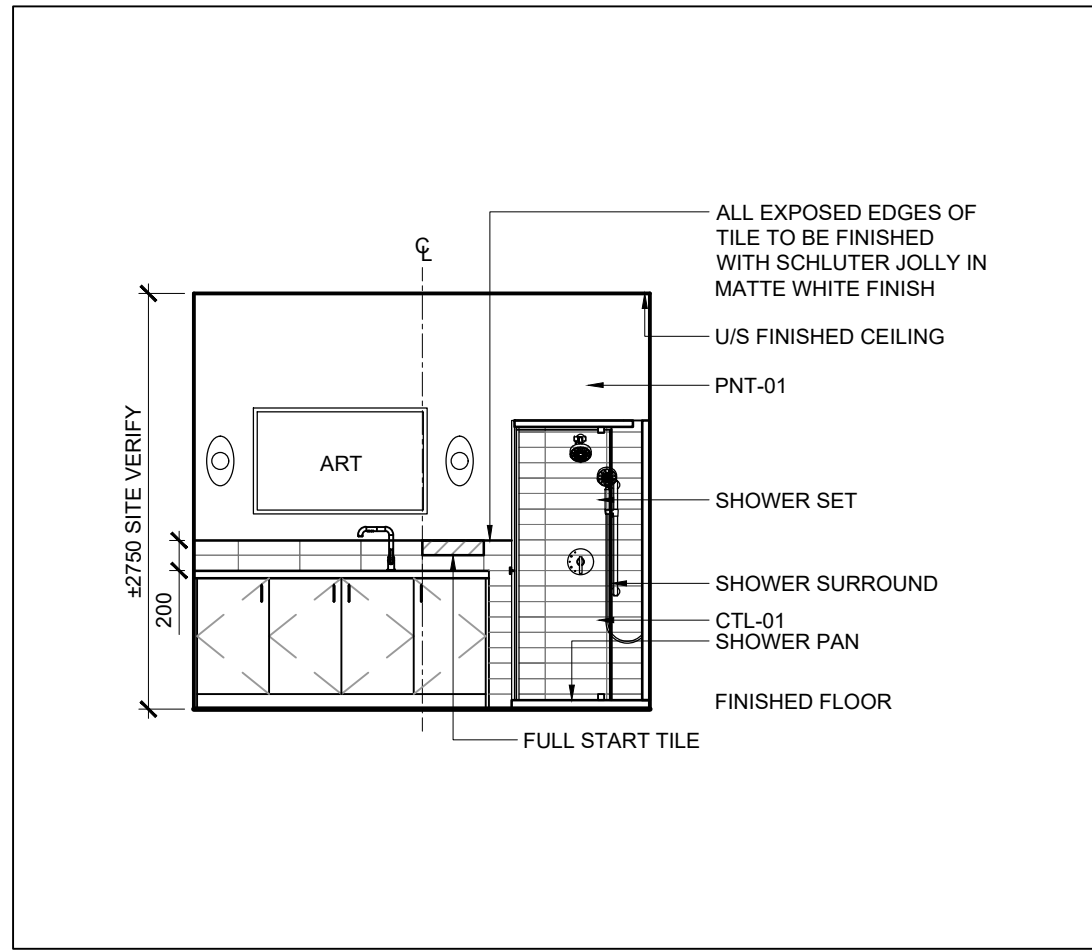 ALL EXPOSED EDGES OF
TILE TO BE FINISHED
WITH SCHLUTER JOLLY IN
MATTE WHITE FINISH
℄
U/S FINISHED CEILING
PNT-01
±2750 SITE VERIFY
ART
SHOWER SET
200
SHOWER SURROUND
CTL-01
SHOWER PAN
FINISHED FLOOR
FULL START TILE